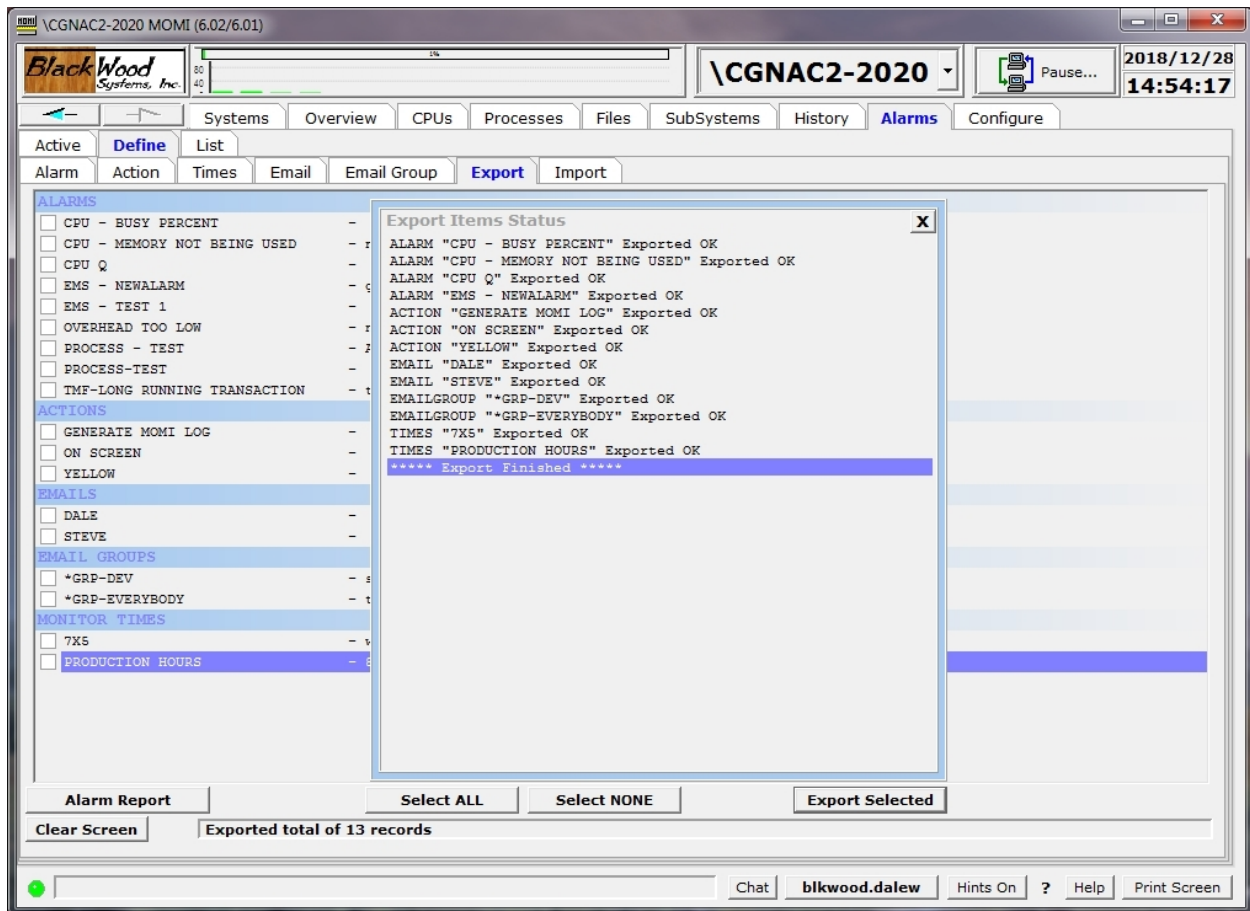 MOMI
\CGNAC2-2020 MOMI (6.02/6.01)
BlackWood
Systems, Inc.
1%
80
40
\CGNAC2-2020
Pause...
2018/12/28
14:54:17
Systems Overview CPUs Processes Files SubSystems History Alarms Configure
Active Define List
Alarm Action Times Email Email Group Export Import
ALARMS
CPU - BUSY PERCENT -
CPU - MEMORY NOT BEING USED -
CPU Q -
EMS - NEWALARM -
EMS - TEST 1 -
OVERHEAD TOO LOW -
PROCESS - TEST -
PROCESS-TEST -
TMF-LONG RUNNING TRANSACTION - t
ACTIONS
GENERATE MOMI LOG -
ON SCREEN -
YELLOW -
EMAILS
DALE -
STEVE -
EMAIL GROUPS
*GRP-DEV - s
*GRP-EVERYBODY - t
MONITOR TIMES
7X5 -
PRODUCTION HOURS -
Export Items Status X
ALARM "CPU - BUSY PERCENT" Exported OK
ALARM "CPU - MEMORY NOT BEING USED" Exported OK
ALARM "CPU Q" Exported OK
ALARM "EMS - NEWALARM" Exported OK
ACTION "GENERATE MOMI LOG" Exported OK
ACTION "ON SCREEN" Exported OK
ACTION "YELLOW" Exported OK
EMAIL "DALE" Exported OK
EMAIL "STEVE" Exported OK
EMAILGROUP "*GRP-DEV" Exported OK
EMAILGROUP "*GRP-EVERYBODY" Exported OK
TIMES "7X5" Exported OK
TIMES "PRODUCTION HOURS" Exported OK
***** Export Finished *****
Alarm Report Select ALL Select NONE Export Selected
Clear Screen Exported total of 13 records
Chat blkwood.dalew Hints On ? Help Print Screen